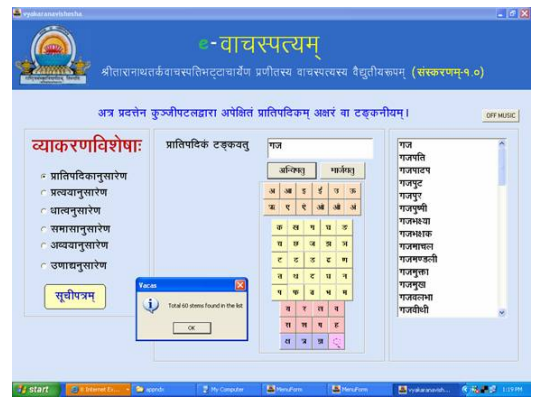 vyakaranavishesha
e-वाचस्पत्यम्
श्रीतारानाथतर्कवाचस्पतिभट्टाचार्येण प्रणीतस्य वाचस्पत्यस्य वैद्युतीयरूपम् (संस्करणम्-१.०)
अत्र प्रदत्तेन कुञ्जीपटलद्वारा अपेक्षितं प्रातिपदिकम् अक्षरं वा टङ्कनीयम्।
OFF MUSIC
व्याकरणविशेषाः
प्रातिपदिकानुसारेण
प्रत्ययानुसारेण
धात्वनुसारेण
समासानुसारेण
अव्ययानुसारेण
उणाद्यनुसारेण
सूचीपत्रम्
प्रातिपदिकं टङ्कयतु
गज
अन्विष्यतु मार्जयतु
अ आ इ ई उ ऊ
ऋ ए ऐ ओ औ अं
क ख ग घ ङ
च छ ज झ ञ
ट ठ ड ढ ण
त थ द ध न
प फ ब भ म
य र ल व
श स ष ह
क्ष त्र ज्ञ
Vacas
Total 60 stems found in the list
OK
गज
गजपति
गजपाटप
गजपुट
गजपुर
गजपुष्पी
गजभक्ष्या
गजभक्षक
गजमाचल
गजमण्डली
गजमुक्ता
गजमुख
गजवल्लभा
गजवीथी
start
Internet Ex...
appndx
My Computer
MenuForm
MenuForm
vyakaranavish...
1:19 PM